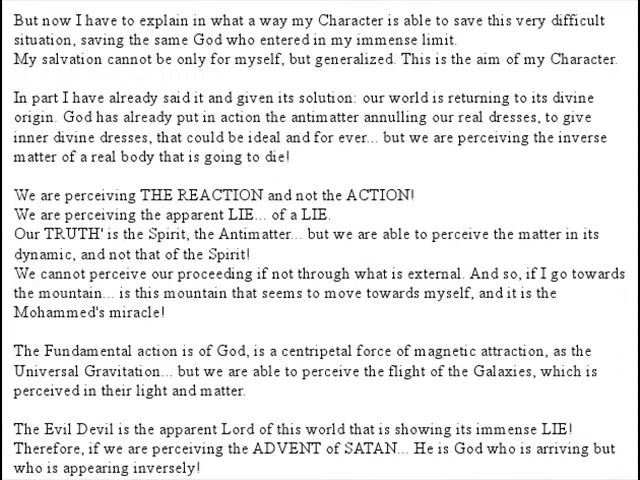 But now I have to explain in what a way my Character is able to save this very difficult
situation, saving the same God who entered in my immense limit.
My salvation cannot be only for myself, but generalized. This is the aim of my Character.
In part I have already said it and given its solution: our world is returning to its divine
origin. God has already put in action the antimatter annulling our real dresses, to give
inner divine dresses, that could be ideal and for ever... but we are perceiving the inverse
matter of a real body that is going to die!
We are perceiving THE REACTION and not the ACTION!
We are perceiving the apparent LIE... of a LIE.
Our TRUTH' is the Spirit, the Antimatter... but we are able to perceive the matter in its
dynamic, and not that of the Spirit!
We cannot perceive our proceeding if not through what is external. And so, if I go towards
the mountain... is this mountain that seems to move towards myself, and it is the
Mohammed's miracle!
The Fundamental action is of God, is a centripetal force of magnetic attraction, as the
Universal Gravitation... but we are able to perceive the flight of the Galaxies, which is
perceived in their light and matter.
The Evil Devil is the apparent Lord of this world that is showing its immense LIE!
Therefore, if we are perceiving the ADVENT of SATAN... He is God who is arriving but
who is appearing inversely!